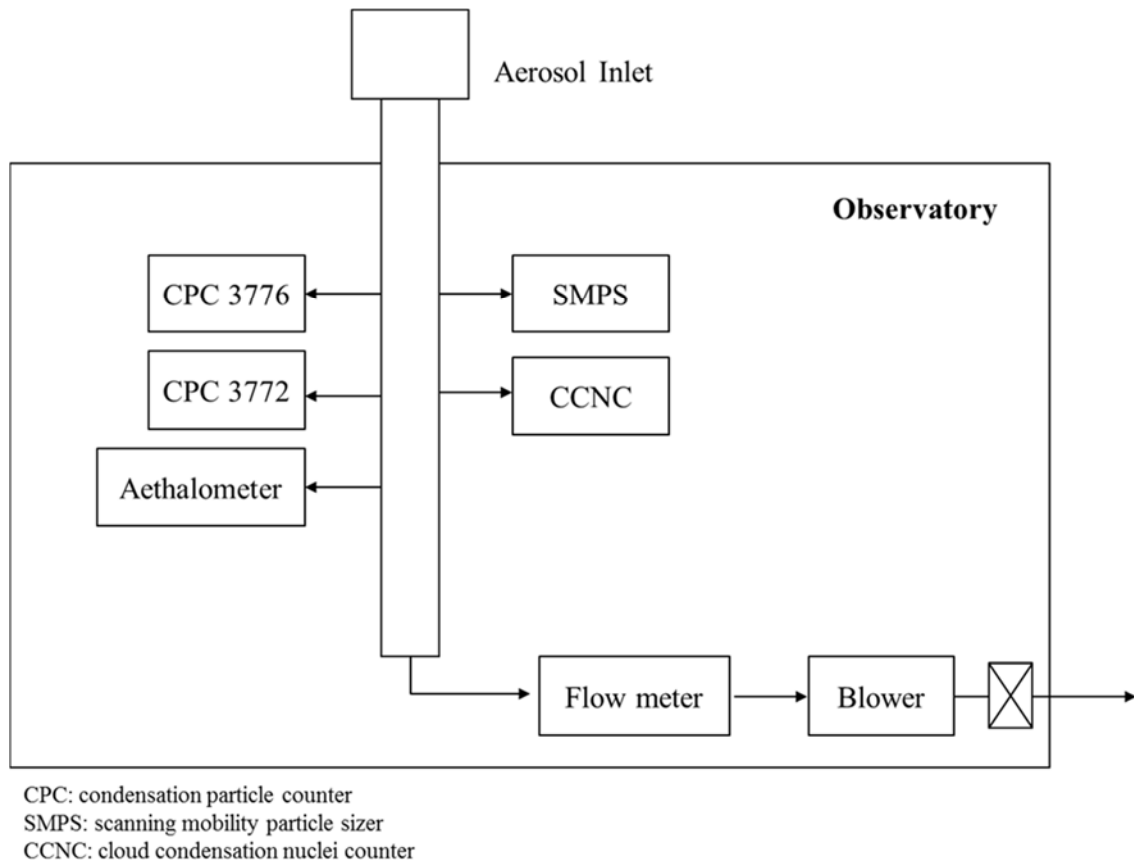 Aerosol Inlet
Observatory
CPC 3776
SMPS
CPC 3772
CCNC
Aethalometer
Flow meter
Blower
CPC: condensation particle counter
SMPS: scanning mobility particle sizer
CCNC: cloud condensation nuclei counter